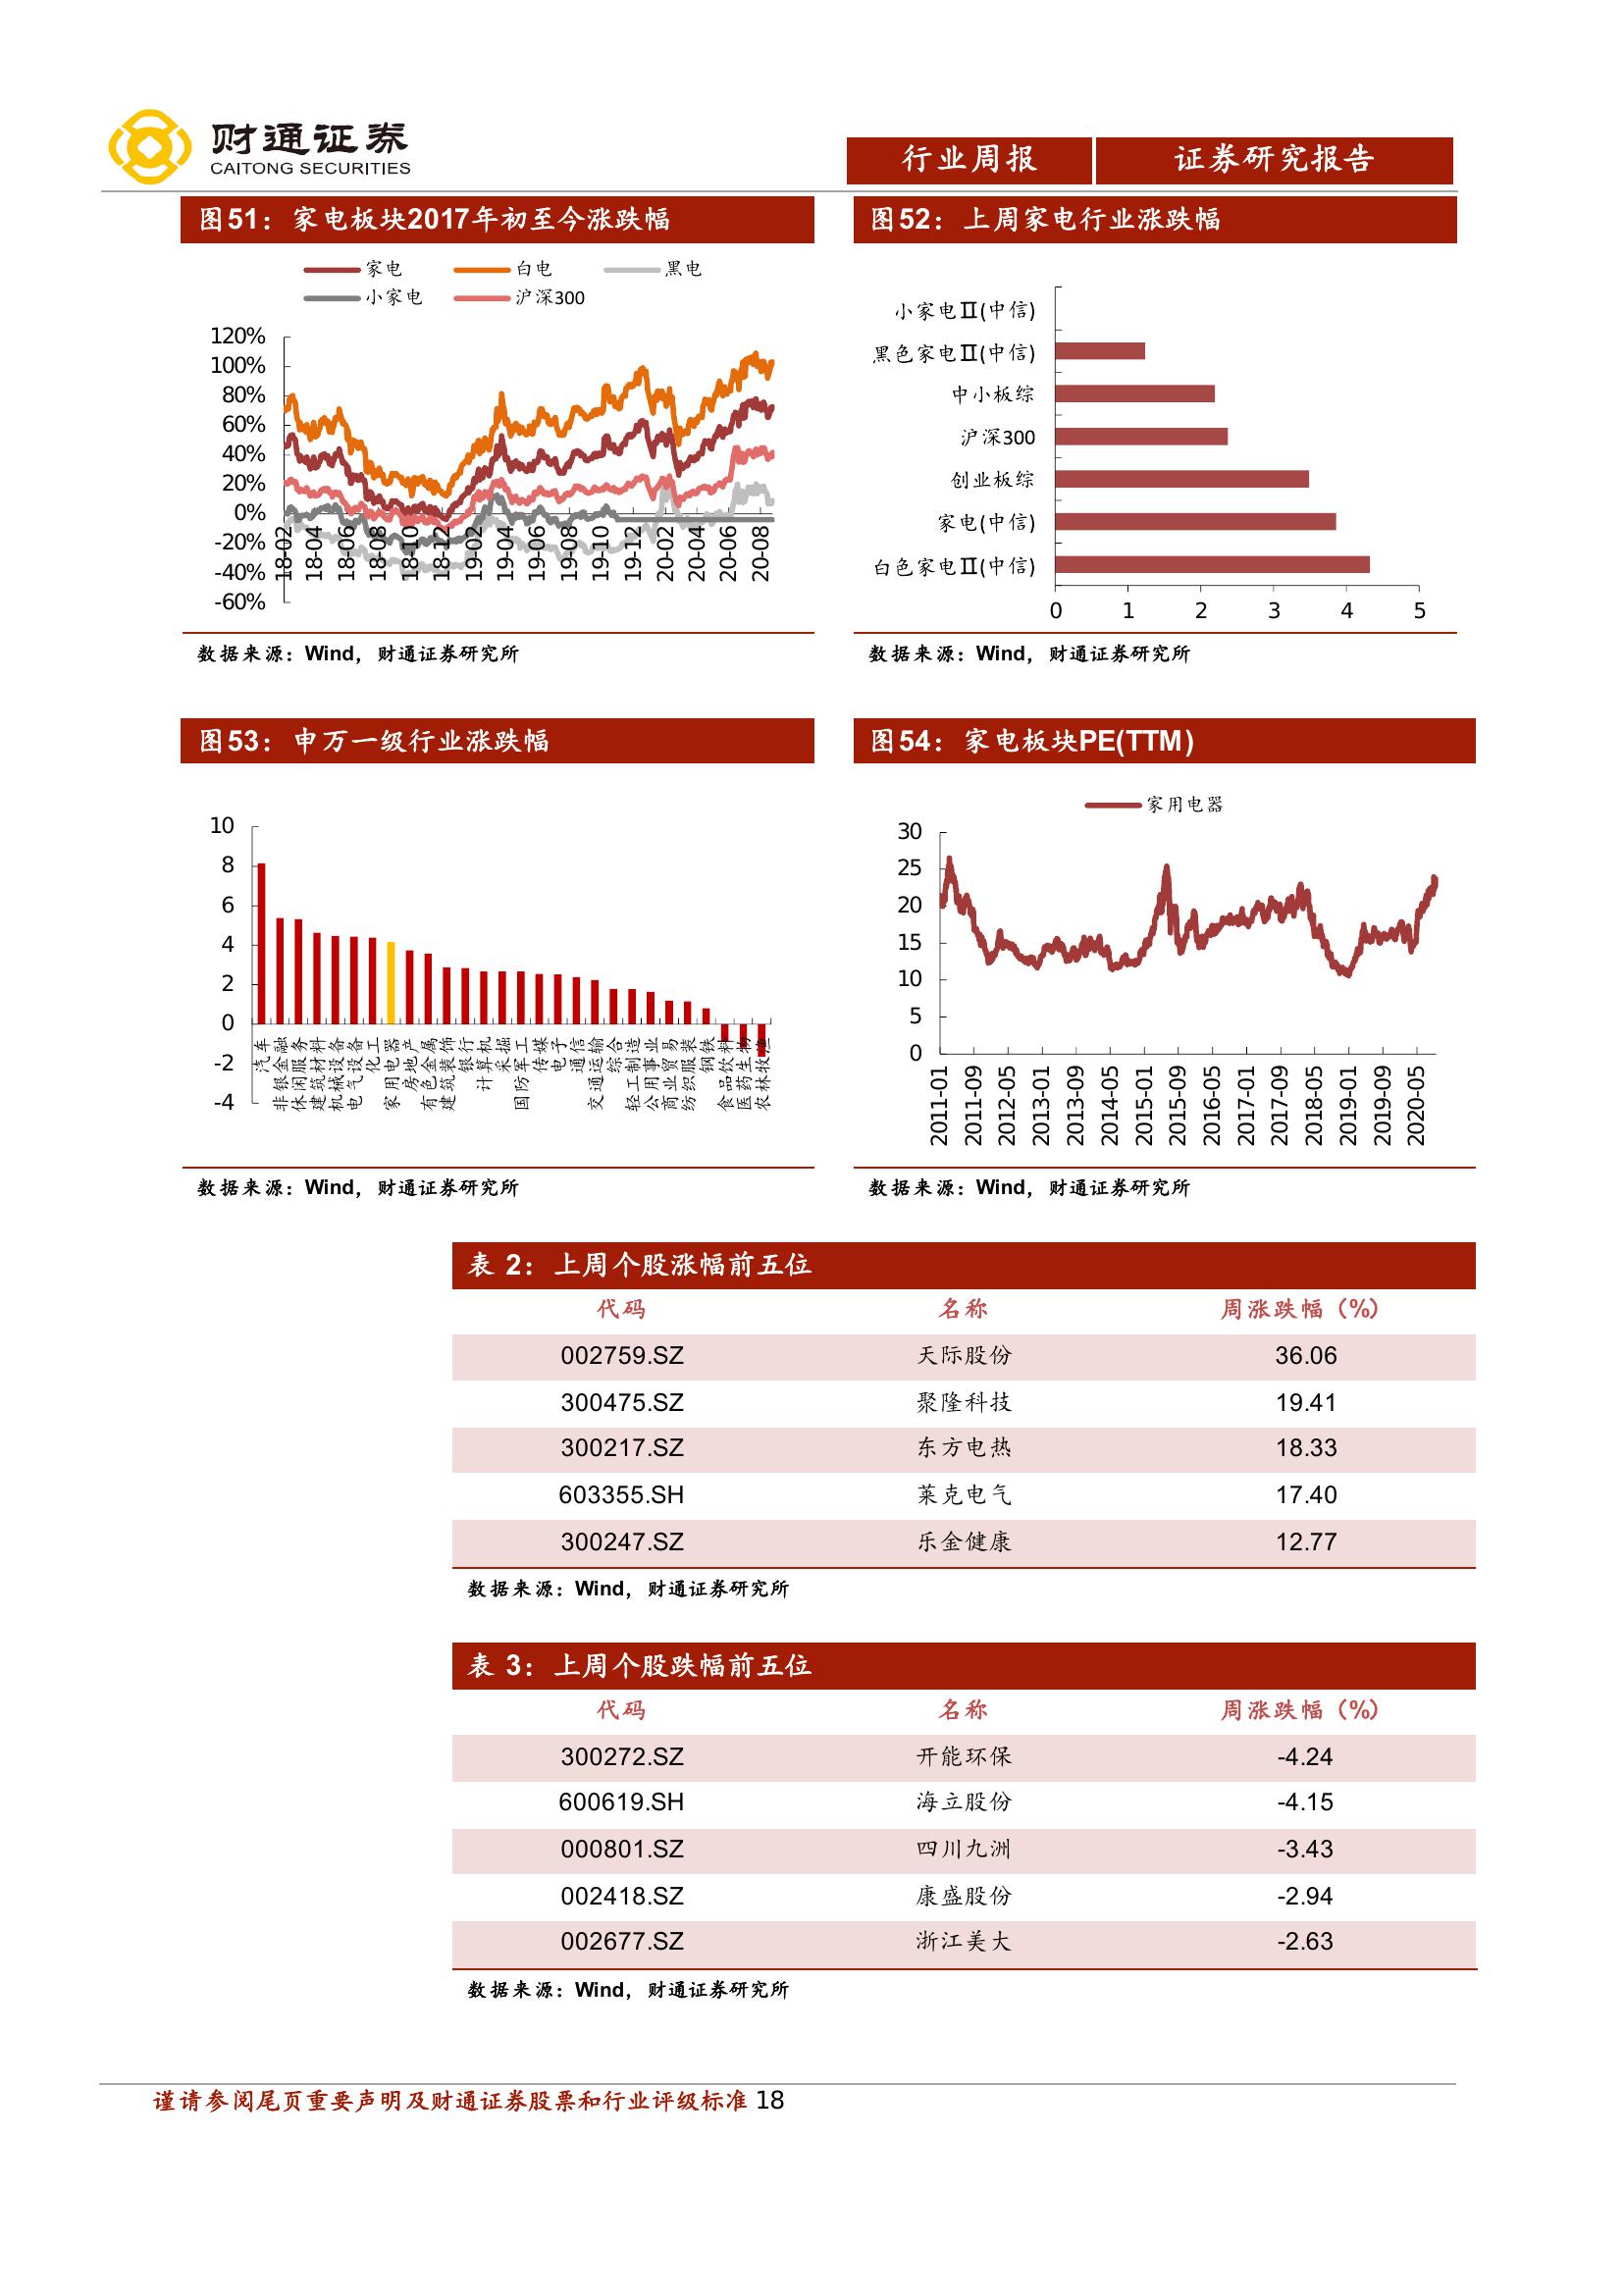 财通证券
CAITONG SECURITIES
行业周报
证券研究报告
图51：家电板块2017年初至今涨跌幅
家电
白电
黑电
小家电
沪深300
120%
100%
80%
60%
40%
20%
0%
-20%
-40%
-60%
18-02
18-04
18-06
18-08
18-10
18-12
19-02
19-04
19-06
19-08
19-10
19-12
20-02
20-04
20-06
20-08
数据来源：Wind，财通证券研究所
图52：上周家电行业涨跌幅
小家电Ⅱ(中信)
黑色家电Ⅱ(中信)
中小板综
沪深300
创业板综
家电(中信)
白色家电Ⅱ(中信)
0 1 2 3 4 5
数据来源：Wind，财通证券研究所
图53：申万一级行业涨跌幅
10
8
6
4
2
0
-2
-4
汽车
非银金融
休闲服务
建筑材料
机械设备
电气设备
化工
家用电器
房地产
有色金属
建筑装饰
银行
计算机
采掘
国防军工
传媒
电子
通信
交通运输
综合
轻工制造
公用事业
商业贸易
纺织服装
钢铁
食品饮料
医药生物
农林牧渔
数据来源：Wind，财通证券研究所
图54：家电板块PE(TTM)
家用电器
30
25
20
15
10
5
0
2011-01
2011-09
2012-05
2013-01
2013-09
2014-05
2015-01
2015-09
2016-05
2017-01
2017-09
2018-05
2019-01
2019-09
2020-05
数据来源：Wind，财通证券研究所
表 2：上周个股涨幅前五位
代码 名称 周涨跌幅（%）
002759.SZ 天际股份 36.06
300475.SZ 聚隆科技 19.41
300217.SZ 东方电热 18.33
603355.SH 莱克电气 17.40
300247.SZ 乐金健康 12.77
数据来源：Wind，财通证券研究所
表 3：上周个股跌幅前五位
代码 名称 周涨跌幅（%）
300272.SZ 开能环保 -4.24
600619.SH 海立股份 -4.15
000801.SZ 四川九洲 -3.43
002418.SZ 康盛股份 -2.94
002677.SZ 浙江美大 -2.63
数据来源：Wind，财通证券研究所
谨请参阅尾页重要声明及财通证券股票和行业评级标准 18